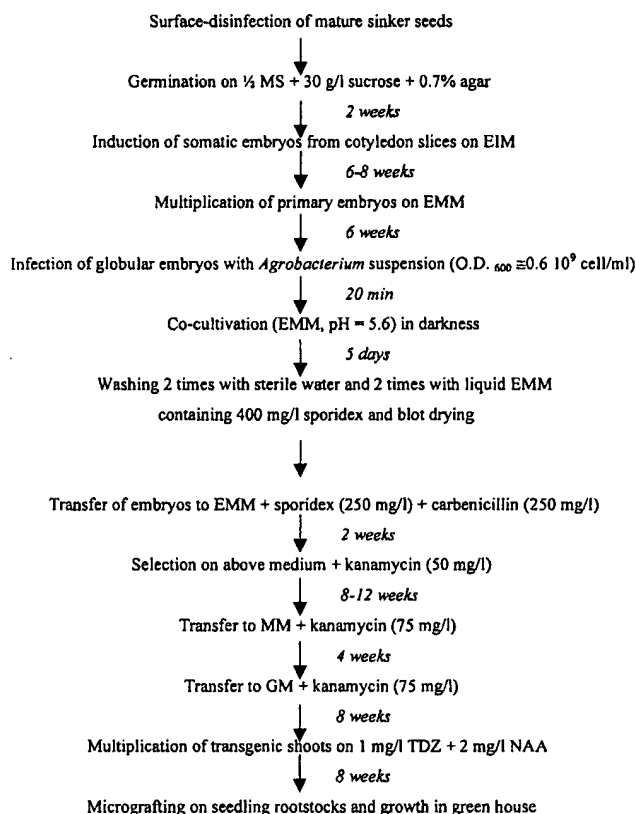 Surface-disinfection of mature sinker seeds
Germination on ½ MS + 30 g/l sucrose + 0.7% agar
2 weeks
Induction of somatic embryos from cotyledon slices on EIM
6-8 weeks
Multiplication of primary embryos on EMM
6 weeks
Infection of globular embryos with Agrobacterium suspension (O.D. 600 ≅0.6 10⁹ cell/ml)
20 min
Co-cultivation (EMM, pH = 5.6) in darkness
5 days
Washing 2 times with sterile water and 2 times with liquid EMM
containing 400 mg/l sporidex and blot drying
Transfer of embryos to EMM + sporidex (250 mg/l) + carbenicillin (250 mg/l)
2 weeks
Selection on above medium + kanamycin (50 mg/l)
8-12 weeks
Transfer to MM + kanamycin (75 mg/l)
4 weeks
Transfer to GM + kanamycin (75 mg/l)
8 weeks
Multiplication of transgenic shoots on 1 mg/l TDZ + 2 mg/l NAA
8 weeks
Micrografting on seedling rootstocks and growth in green house